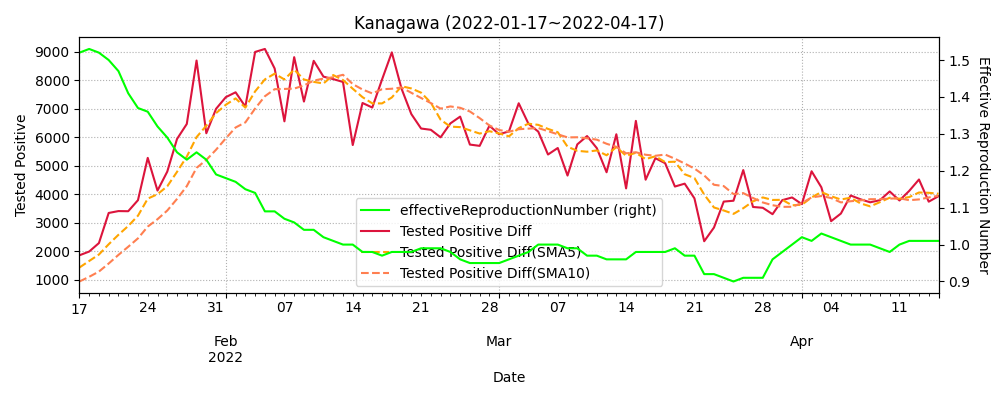 Kanagawa (2022-01-17~2022-04-17)
Tested Positive
9000
8000
7000
6000
5000
4000
3000
2000
1000
1.5
1.4
1.3
1.2
1.1
1.0
0.9
Effective Reproduction Number
effectiveReproductionNumber (right)
Tested Positive Diff
Tested Positive Diff(SMA5)
Tested Positive Diff(SMA10)
17 24 31 07 14 21 28 07 14 21 28 04 11
Feb Mar Apr
2022
Date